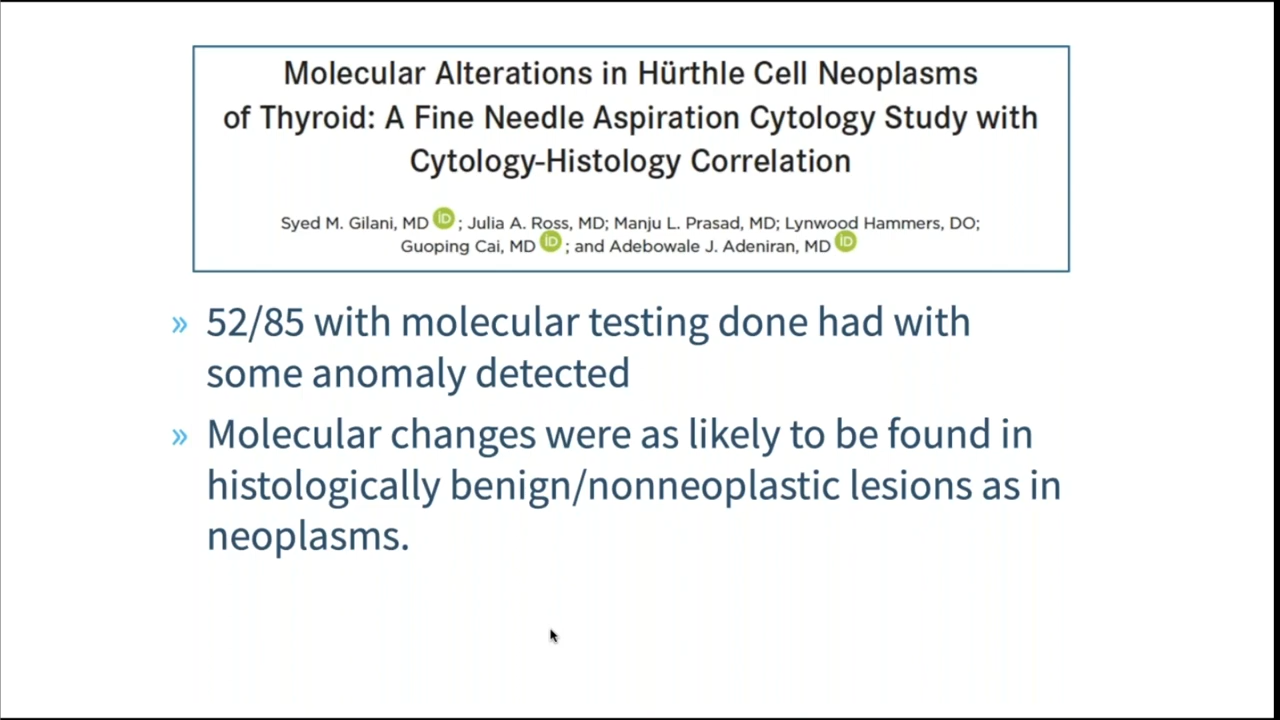 Molecular Alterations in Hürthle Cell Neoplasms
of Thyroid: A Fine Needle Aspiration Cytology Study with
Cytology-Histology Correlation
Syed M. Gilani, MD iD ; Julia A. Ross, MD; Manju L. Prasad, MD; Lynwood Hammers, DO;
Guoping Cai, MD iD ; and Adebowale J. Adeniran, MD iD
» 52/85 with molecular testing done had with
some anomaly detected
» Molecular changes were as likely to be found in
histologically benign/nonneoplastic lesions as in
neoplasms.